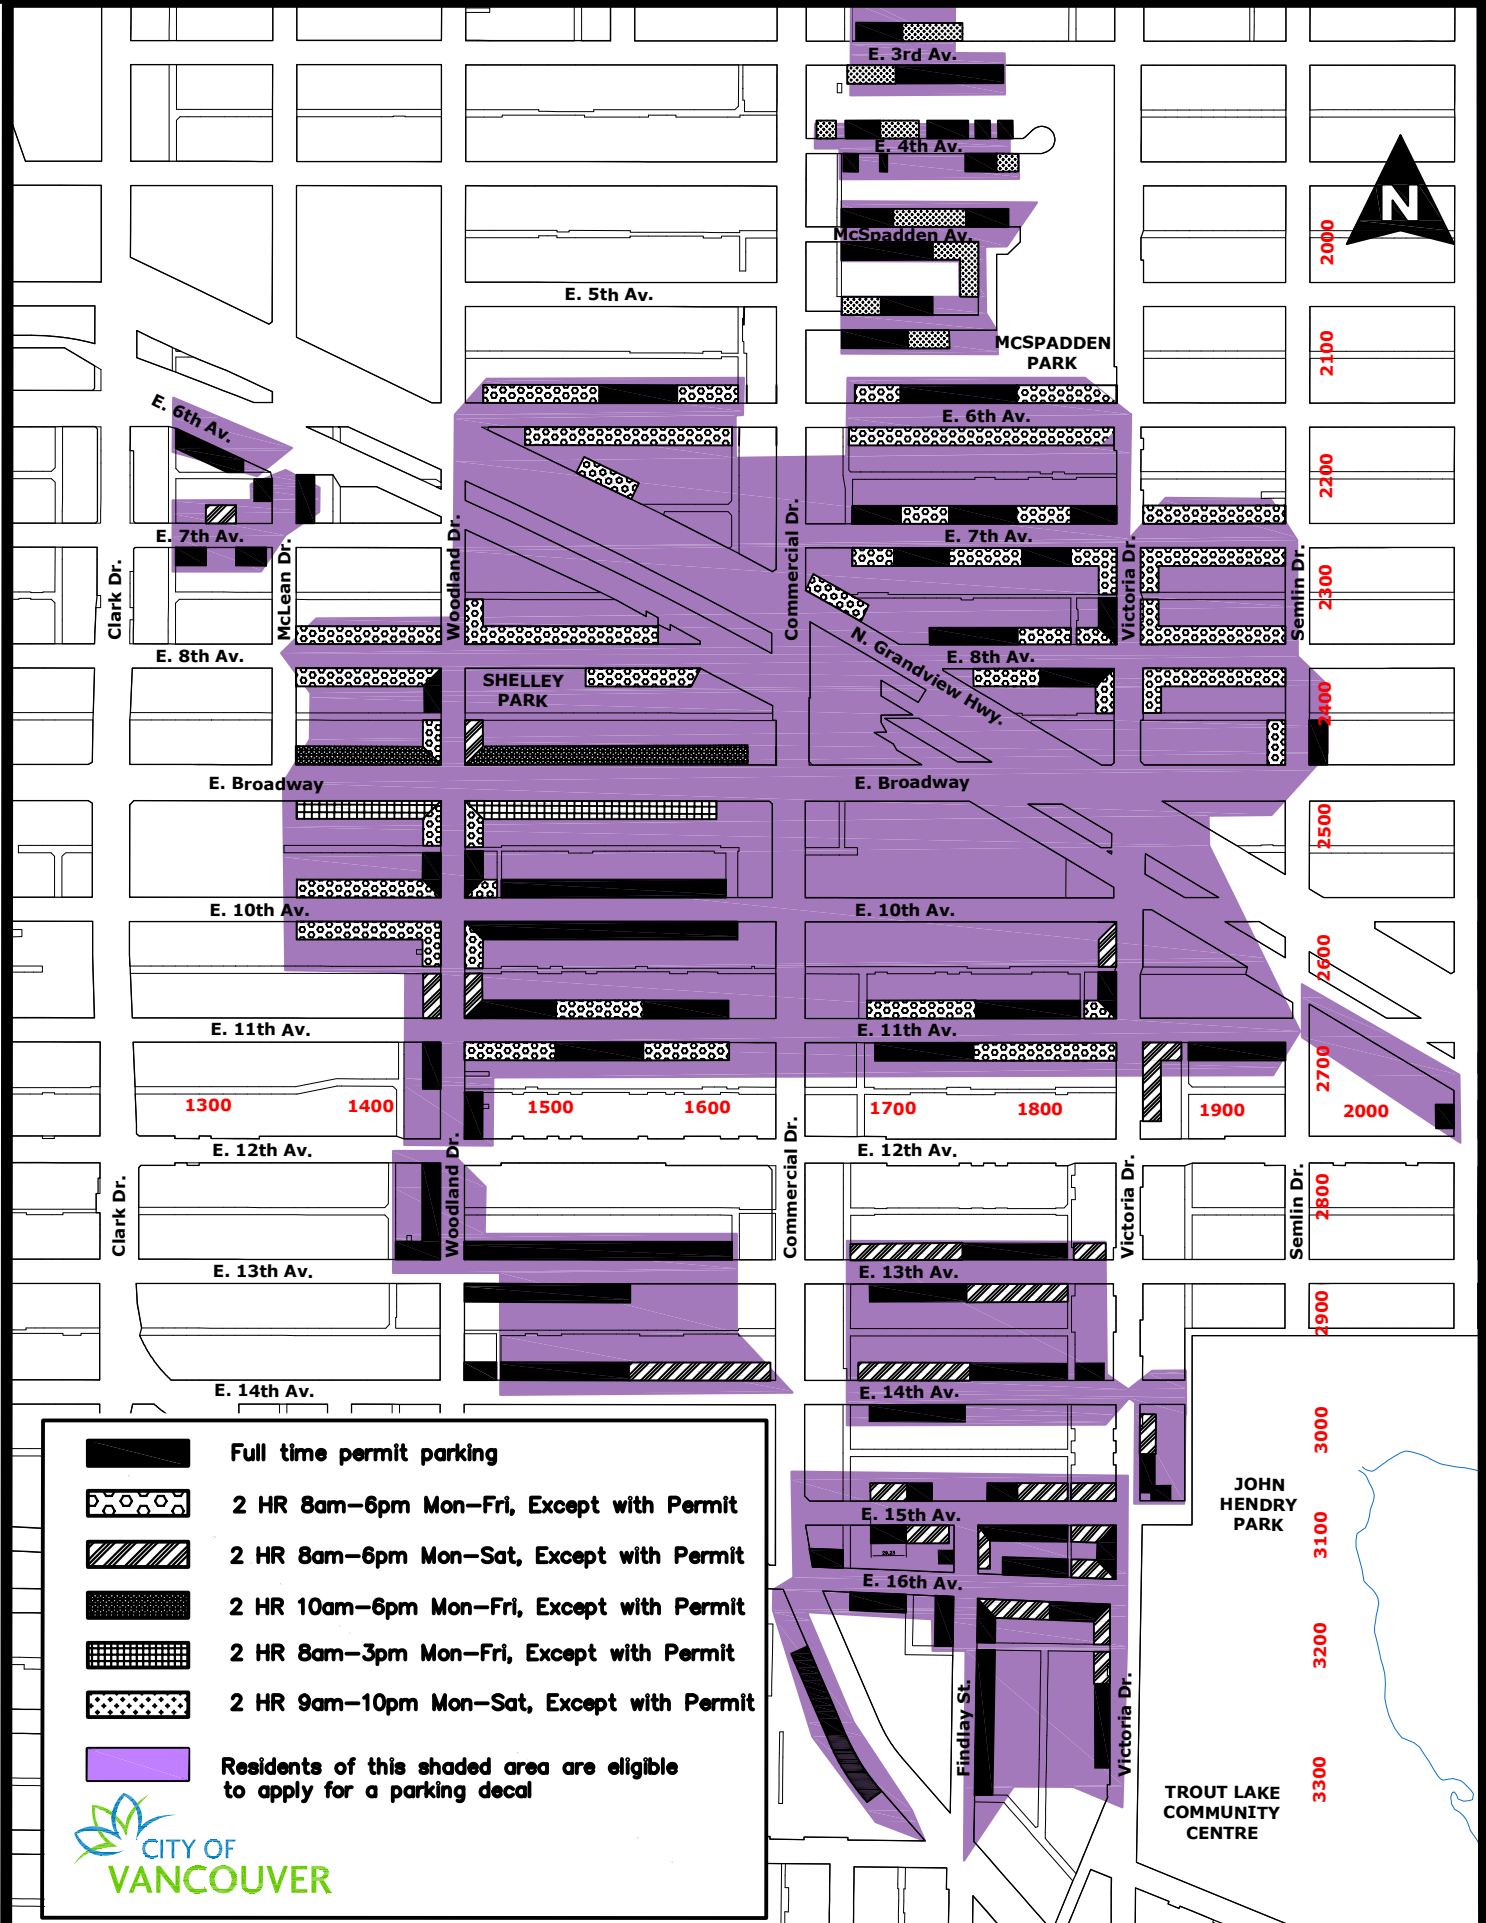 E. 3rd Av.
E. 4th Av.
N
McSpadden Av.
2000
E. 5th Av.
MCSPADDEN
PARK
2100
E. 6th Av.
E. 6th Av.
2200
E. 7th Av.
E. 7th Av.
Clark Dr.
McLean Dr.
Woodland Dr.
Commercial Dr.
Victoria Dr.
Semlin Dr.
2300
E. 8th Av.
N. Grandview Hwy.
E. 8th Av.
SHELLEY
PARK
2400
E. Broadway
E. Broadway
2500
E. 10th Av.
E. 10th Av.
2600
E. 11th Av.
E. 11th Av.
2700
1300
1400
1500
1600
1700
1800
1900
2000
E. 12th Av.
E. 12th Av.
Clark Dr.
Woodland Dr.
Commercial Dr.
Victoria Dr.
Semlin Dr.
2800
E. 13th Av.
E. 13th Av.
2900
E. 14th Av.
E. 14th Av.
3000
JOHN
HENDRY
PARK
E. 15th Av.
3100
E. 16th Av.
3200
Findlay St.
Victoria Dr.
3300
TROUT LAKE
COMMUNITY
CENTRE
Full time permit parking
2 HR 8am-6pm Mon-Fri, Except with Permit
2 HR 8am-6pm Mon-Sat, Except with Permit
2 HR 10am-6pm Mon-Fri, Except with Permit
2 HR 8am-3pm Mon-Fri, Except with Permit
2 HR 9am-10pm Mon-Sat, Except with Permit
Residents of this shaded area are eligible
to apply for a parking decal
CITY OF
VANCOUVER